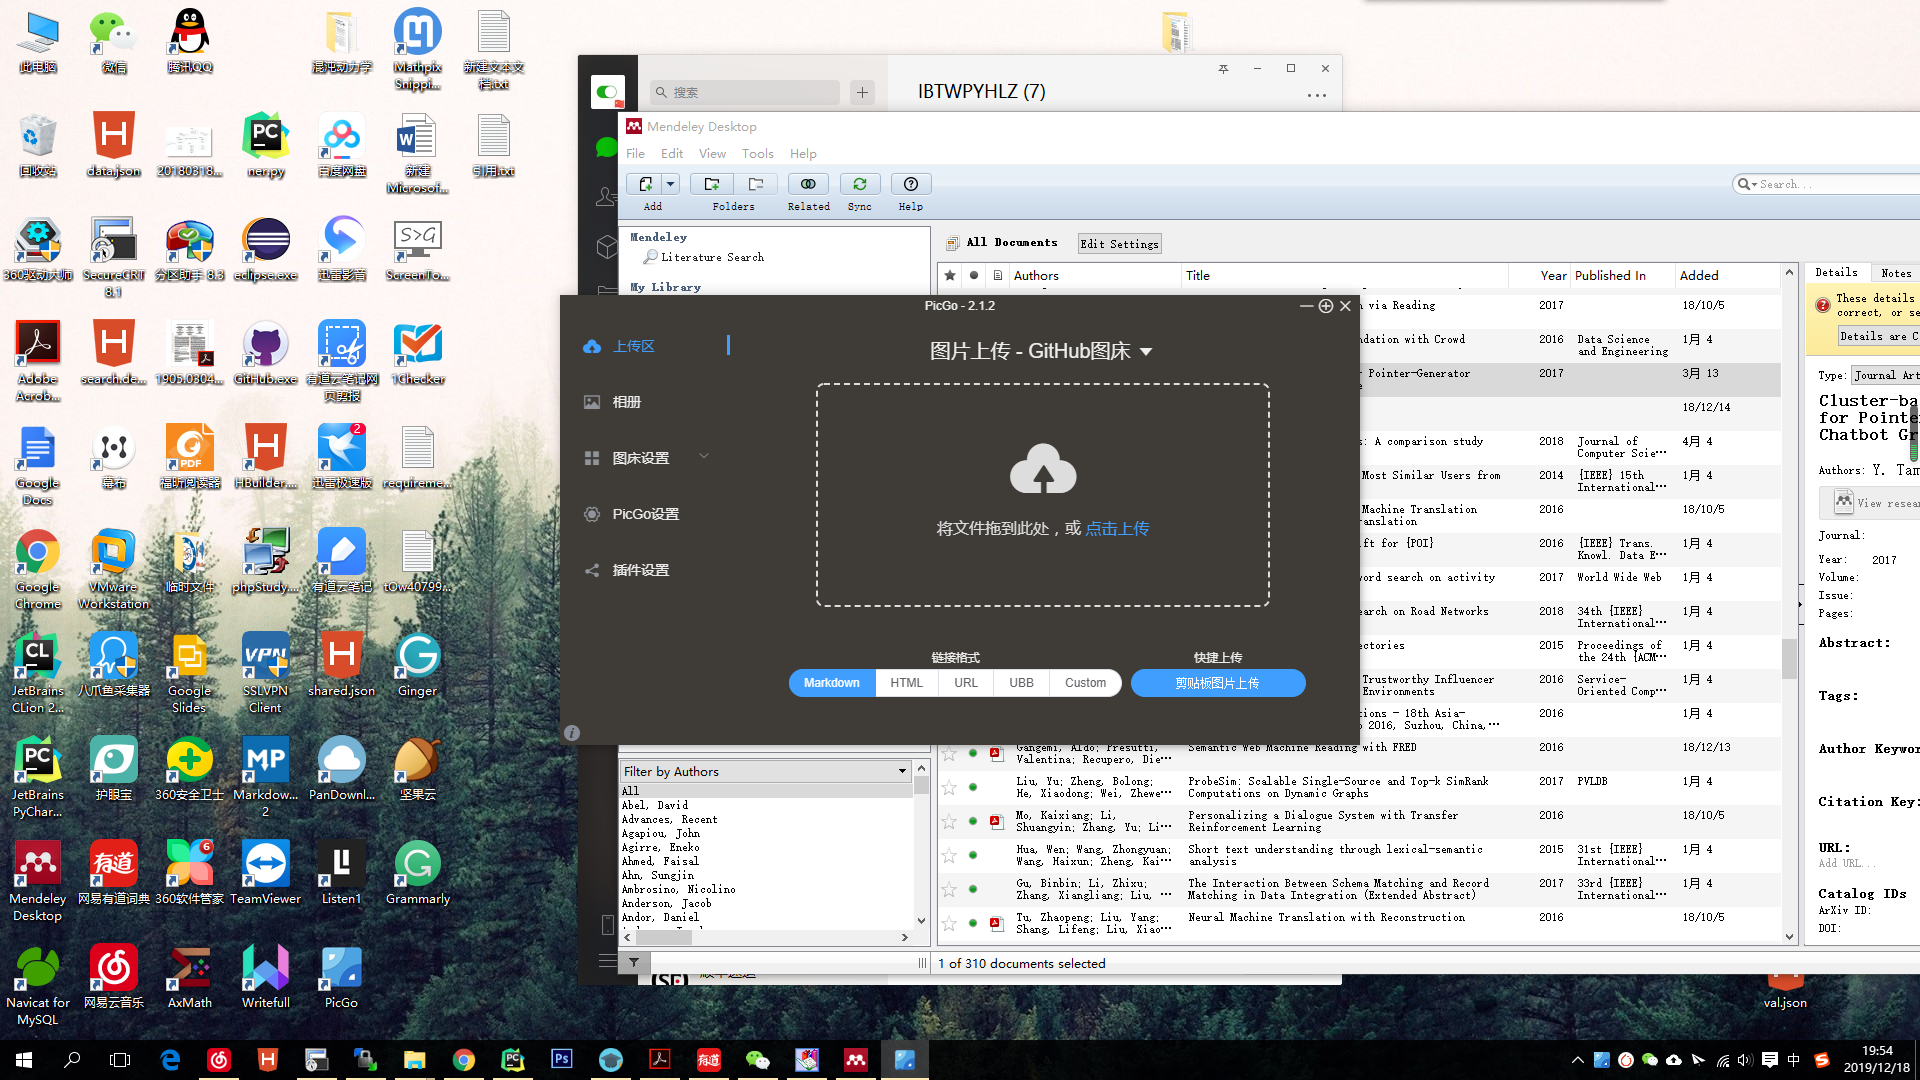 此电脑
微信
腾讯QQ
混沌动力学
Mathpix
Snippi...
新建文本文
档.txt
回收站
data.json
20180318...
ner.py
百度网盘
新建
Microsof...
引用.txt
360驱动大师
SecureCRT
8.1
分区助手 8.3
eclipse.exe
迅雷影音
ScreenTo...
Adobe
Acrob...
search.de...
1905.0304...
GitHub.exe
有道云笔记网
页剪报
1Checker
Google
Docs
幕布
福昕阅读器
HBuilder...
迅雷极速版
requireme...
Google
Chrome
VMware
Workstation
临时文件
phpStudy...
有道云笔记
tOw40799...
JetBrains
CLion 2...
八爪鱼采集器
Google
Slides
SSLVPN
Client
shared.json
Ginger
JetBrains
PyChar...
护眼宝
360安全卫士
Markdow...
2
PanDownl...
坚果云
Mendeley
Desktop
网易有道词典
360软件管家
TeamViewer
Listen1
Grammarly
Navicat for
MySQL
网易云音乐
AxMath
Writefull
PicGo
val.json
搜索
IBTWPYHLZ (7)
Mendeley Desktop
File Edit View Tools Help
Add Folders Related Sync Help
Search...
Mendeley
Literature Search
My Library
All Documents Edit Settings
Authors Title Year Published In Added
PicGo - 2.1.2
上传区
相册
图床设置
PicGo设置
插件设置
图片上传 - GitHub图床
将文件拖到此处，或 点击上传
链接格式 快捷上传
Markdown HTML URL UBB Custom 剪贴板图片上传
n via Reading 2017 18/10/5
ndation with Crowd 2016 Data Science
and Engineering 1月 4
r Pointer-Generator 2017 3月 13
18/12/14
s: A comparison study 2018 Journal of
Computer Scie… 4月 4
Most Similar Users from 2014 {IEEE} 15th
International… 1月 4
Machine Translation
ranslation 2016 18/10/5
ift for {POI} 2016 {IEEE} Trans.
Knowl. Data E… 1月 4
word search on activity 2017 World Wide Web 1月 4
earch on Road Networks 2018 34th {IEEE}
International… 1月 4
ectories 2015 Proceedings of
the 24th {ACM… 1月 4
Trustworthy Influencer
Environments 2016 Service-
Oriented Comp… 1月 4
tions - 18th Asia-
2016, Suzhou, China,… 2016 1月 4
Gangemi, Aldo; Presutti,
Valentina; Recupero, Die… Semantic Web Machine Reading with FRED 2016 18/12/13
Liu, Yu; Zheng, Bolong;
He, Xiaodong; Wei, Zhewe… ProbeSim: Scalable Single-Source and Top-k SimRank
Computations on Dynamic Graphs 2017 PVLDB 1月 4
Mo, Kaixiang; Li,
Shuangyin; Zhang, Yu; Li… Personalizing a Dialogue System with Transfer
Reinforcement Learning 2016 18/10/5
Hua, Wen; Wang, Zhongyuan;
Wang, Haixun; Zheng, Kai… Short text understanding through lexical-semantic
analysis 2015 31st {IEEE}
International… 1月 4
Gu, Binbin; Li, Zhixu;
Zhang, Xiangliang; Liu, … The Interaction Between Schema Matching and Record
Matching in Data Integration (Extended Abstract) 2017 33rd {IEEE}
International… 1月 4
Tu, Zhaopeng; Liu, Yang;
Shang, Lifeng; Liu, Xiao… Neural Machine Translation with Reconstruction 2016 18/10/5
Filter by Authors
All
Abel, David
Advances, Recent
Agapiou, John
Agirre, Eneko
Ahmed, Faisal
Ahn, Sungjin
Ambrosino, Nicolino
Anderson, Jacob
Andor, Daniel
1 of 310 documents selected
Details Notes
These details
correct, or se
Details are C
Type: Journal Art
Cluster-ba
for Pointe
Chatbot Gr
Authors: Y. Tam
View resear
Journal:
Year: 2017
Volume:
Issue:
Pages:
Abstract:
Tags:
Author Keywor
Citation Key:
URL:
Add URL...
Catalog IDs
ArXiv ID:
DOI:
中
19:54
2019/12/18